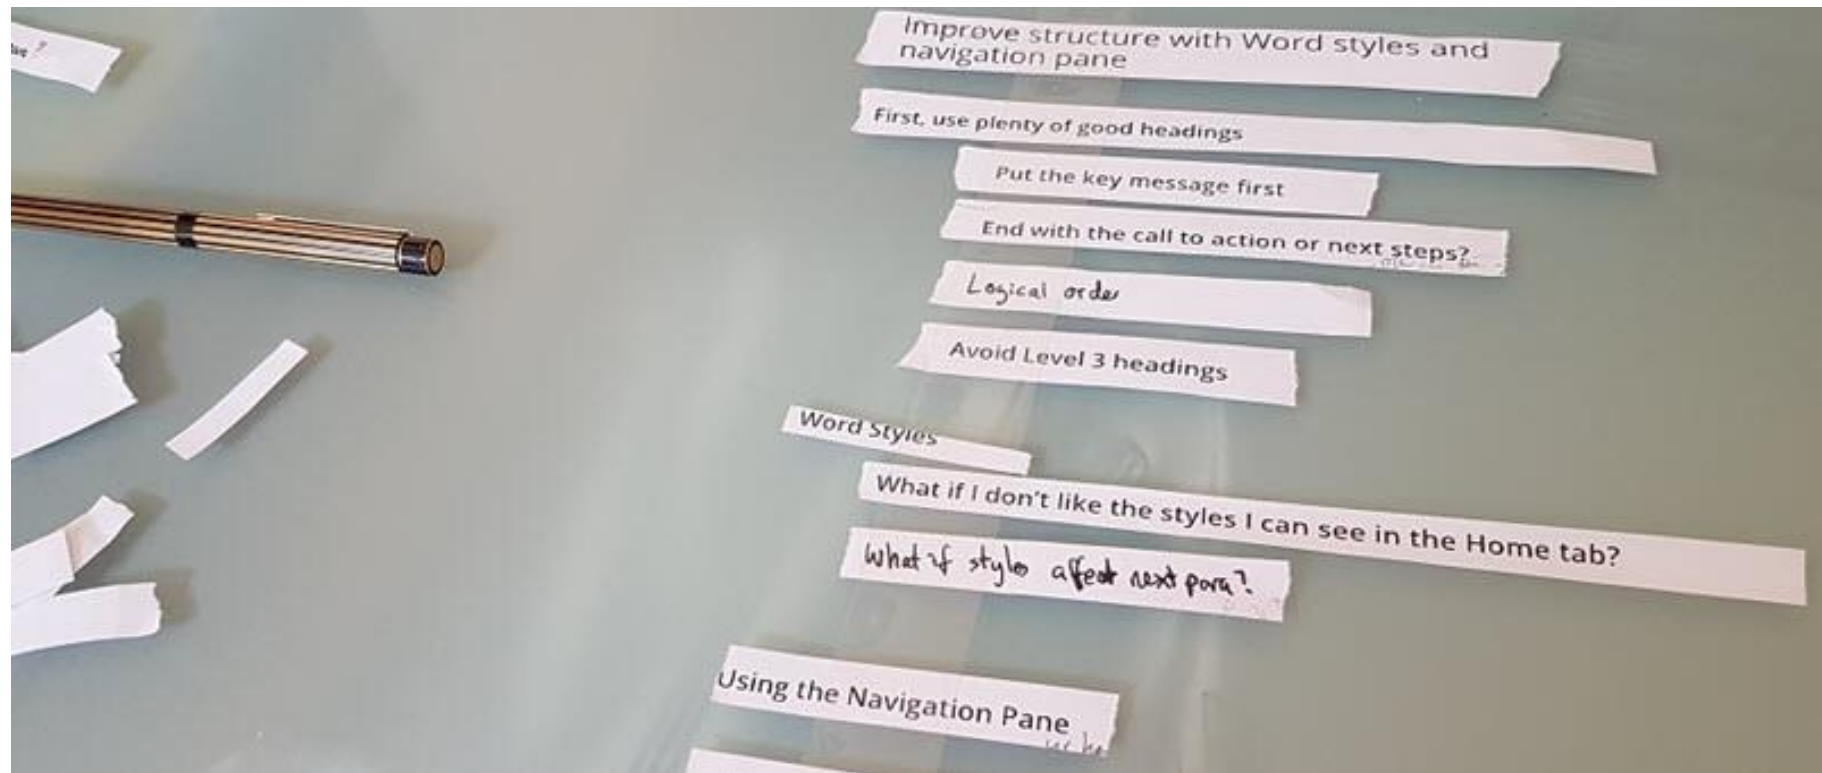 Improve structure with Word styles and
navigation pane
First, use plenty of good headings
Put the key message first
End with the call to action or next steps?
Logical order
Avoid Level 3 headings
Word Styles
What if I don't like the styles I can see in the Home tab?
What if styles affect next para?
Using the Navigation Pane